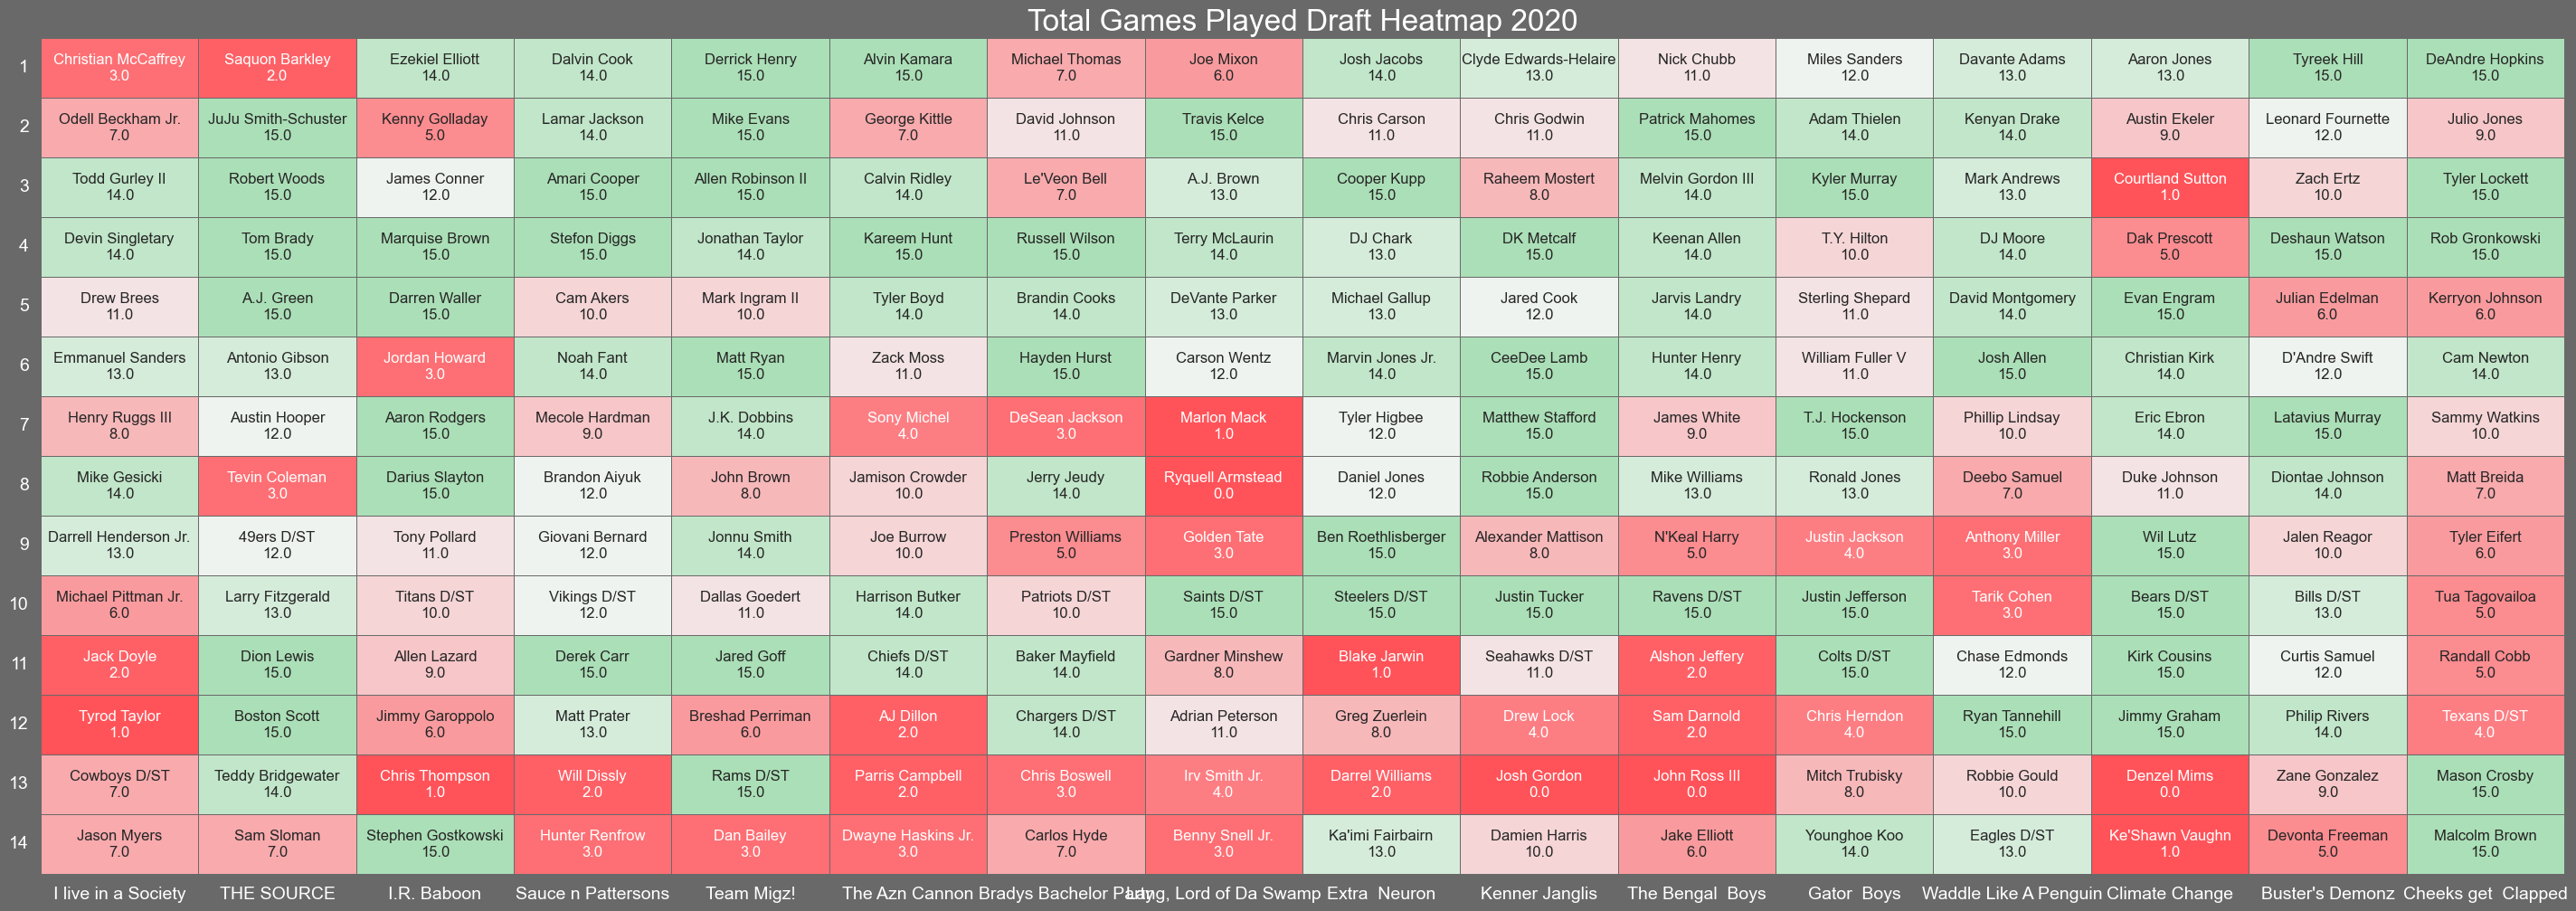 Total Games Played Draft Heatmap 2020
1 Christian McCaffrey Saquon Barkley Ezekiel Elliott Dalvin Cook Derrick Henry Alvin Kamara Michael Thomas Joe Mixon Josh Jacobs Clyde Edwards-Helaire Nick Chubb Miles Sanders Davante Adams Aaron Jones Tyreek Hill DeAndre Hopkins
3.0 2.0 14.0 14.0 15.0 15.0 7.0 6.0 14.0 13.0 11.0 12.0 13.0 13.0 15.0 15.0
2 Odell Beckham Jr. JuJu Smith-Schuster Kenny Golladay Lamar Jackson Mike Evans George Kittle David Johnson Travis Kelce Chris Carson Chris Godwin Patrick Mahomes Adam Thielen Kenyan Drake Austin Ekeler Leonard Fournette Julio Jones
7.0 15.0 5.0 14.0 15.0 7.0 11.0 15.0 11.0 11.0 15.0 14.0 14.0 9.0 12.0 9.0
3 Todd Gurley II Robert Woods James Conner Amari Cooper Allen Robinson II Calvin Ridley Le'Veon Bell A.J. Brown Cooper Kupp Raheem Mostert Melvin Gordon III Kyler Murray Mark Andrews Courtland Sutton Zach Ertz Tyler Lockett
14.0 15.0 12.0 15.0 15.0 14.0 7.0 13.0 15.0 8.0 14.0 15.0 13.0 1.0 10.0 15.0
4 Devin Singletary Tom Brady Marquise Brown Stefon Diggs Jonathan Taylor Kareem Hunt Russell Wilson Terry McLaurin DJ Chark DK Metcalf Keenan Allen T.Y. Hilton DJ Moore Dak Prescott Deshaun Watson Rob Gronkowski
14.0 15.0 15.0 15.0 14.0 15.0 15.0 14.0 13.0 15.0 14.0 10.0 14.0 5.0 15.0 15.0
5 Drew Brees A.J. Green Darren Waller Cam Akers Mark Ingram II Tyler Boyd Brandin Cooks DeVante Parker Michael Gallup Jared Cook Jarvis Landry Sterling Shepard David Montgomery Evan Engram Julian Edelman Kerryon Johnson
11.0 15.0 15.0 10.0 10.0 14.0 14.0 13.0 13.0 12.0 14.0 11.0 14.0 15.0 6.0 6.0
6 Emmanuel Sanders Antonio Gibson Jordan Howard Noah Fant Matt Ryan Zack Moss Hayden Hurst Carson Wentz Marvin Jones Jr. CeeDee Lamb Hunter Henry William Fuller V Josh Allen Christian Kirk D'Andre Swift Cam Newton
13.0 13.0 3.0 14.0 15.0 11.0 15.0 12.0 14.0 15.0 14.0 11.0 15.0 14.0 12.0 14.0
7 Henry Ruggs III Austin Hooper Aaron Rodgers Mecole Hardman J.K. Dobbins Sony Michel DeSean Jackson Marlon Mack Tyler Higbee Matthew Stafford James White T.J. Hockenson Phillip Lindsay Eric Ebron Latavius Murray Sammy Watkins
8.0 12.0 15.0 9.0 14.0 4.0 3.0 1.0 12.0 15.0 9.0 15.0 10.0 14.0 15.0 10.0
8 Mike Gesicki Tevin Coleman Darius Slayton Brandon Aiyuk John Brown Jamison Crowder Jerry Jeudy Ryquell Armstead Daniel Jones Robbie Anderson Mike Williams Ronald Jones Deebo Samuel Duke Johnson Diontae Johnson Matt Breida
14.0 3.0 15.0 12.0 8.0 10.0 14.0 0.0 12.0 15.0 13.0 13.0 7.0 11.0 14.0 7.0
9 Darrell Henderson Jr. 49ers D/ST Tony Pollard Giovani Bernard Jonnu Smith Joe Burrow Preston Williams Golden Tate Ben Roethlisberger Alexander Mattison N'Keal Harry Justin Jackson Anthony Miller Wil Lutz Jalen Reagor Tyler Eifert
13.0 12.0 11.0 12.0 14.0 10.0 5.0 3.0 15.0 8.0 5.0 4.0 3.0 15.0 10.0 6.0
10 Michael Pittman Jr. Larry Fitzgerald Titans D/ST Vikings D/ST Dallas Goedert Harrison Butker Patriots D/ST Saints D/ST Steelers D/ST Justin Tucker Ravens D/ST Justin Jefferson Tarik Cohen Bears D/ST Bills D/ST Tua Tagovailoa
6.0 13.0 10.0 12.0 11.0 14.0 10.0 15.0 15.0 15.0 15.0 15.0 3.0 15.0 13.0 5.0
11 Jack Doyle Dion Lewis Allen Lazard Derek Carr Jared Goff Chiefs D/ST Baker Mayfield Gardner Minshew Blake Jarwin Seahawks D/ST Alshon Jeffery Colts D/ST Chase Edmonds Kirk Cousins Curtis Samuel Randall Cobb
2.0 15.0 9.0 15.0 15.0 14.0 14.0 8.0 1.0 11.0 2.0 15.0 12.0 15.0 12.0 5.0
12 Tyrod Taylor Boston Scott Jimmy Garoppolo Matt Prater Breshad Perriman AJ Dillon Chargers D/ST Adrian Peterson Greg Zuerlein Drew Lock Sam Darnold Chris Herndon Ryan Tannehill Jimmy Graham Philip Rivers Texans D/ST
1.0 15.0 6.0 13.0 6.0 2.0 14.0 11.0 8.0 4.0 2.0 4.0 15.0 15.0 14.0 4.0
13 Cowboys D/ST Teddy Bridgewater Chris Thompson Will Dissly Rams D/ST Parris Campbell Chris Boswell Irv Smith Jr. Darrel Williams Josh Gordon John Ross III Mitch Trubisky Robbie Gould Denzel Mims Zane Gonzalez Mason Crosby
7.0 14.0 1.0 2.0 15.0 2.0 3.0 4.0 2.0 0.0 0.0 8.0 10.0 0.0 9.0 15.0
14 Jason Myers Sam Sloman Stephen Gostkowski Hunter Renfrow Dan Bailey Dwayne Haskins Jr. Carlos Hyde Benny Snell Jr. Ka'imi Fairbairn Damien Harris Jake Elliott Younghoe Koo Eagles D/ST Ke'Shawn Vaughn Devonta Freeman Malcolm Brown
7.0 7.0 15.0 3.0 3.0 3.0 7.0 3.0 13.0 10.0 6.0 14.0 13.0 1.0 5.0 15.0
I live in a Society THE SOURCE I.R. Baboon Sauce n Pattersons Team Migz! The Azn Cannon Bradys Bachelor Party Lord of Da Swamp Extra Neuron Kenner Janglis The Bengal Boys Gator Boys Waddle Like A Penguin Climate Change Buster's Demonz Cheeks get Clapped